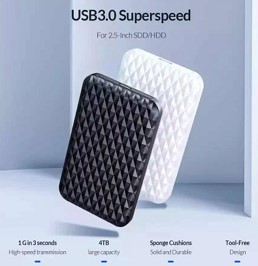 USB3.0 Superspeed
For 2.5-Inch SDD/HDD
1 G in 3 seconds
High-speed transmission
4TB
large capacity
Sponge Cushions
Solid and Durable
Tool-Free
Design